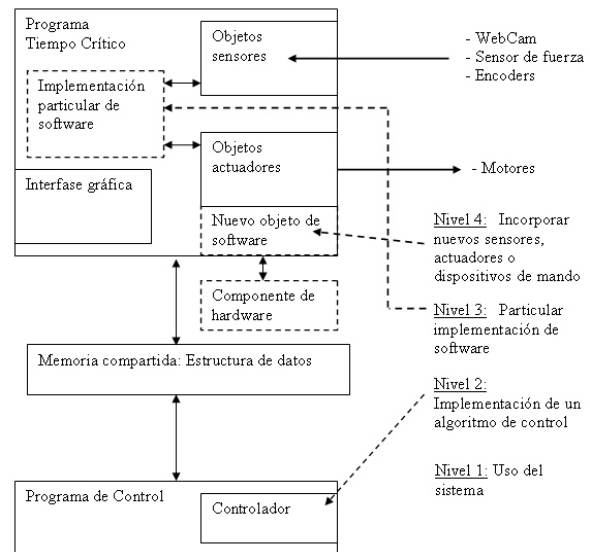 Programa
Tiempo Crítico
Objetos
sensores
- WebCam
- Sensor de fuerza
- Encoders
Implementación
particular de
software
Objetos
actuadores
- Motores
Interfase gráfica
Nuevo objeto de
software
Nivel 4: Incorporar
nuevos sensores,
actuadores o
dispositivos de mando
Componente de
hardware
Nivel 3: Particular
implementación de
software
Memoria compartida: Estructura de datos
Nivel 2:
Implementación de un
algoritmo de control
Nivel 1: Uso del
sistema
Programa de Control
Controlador